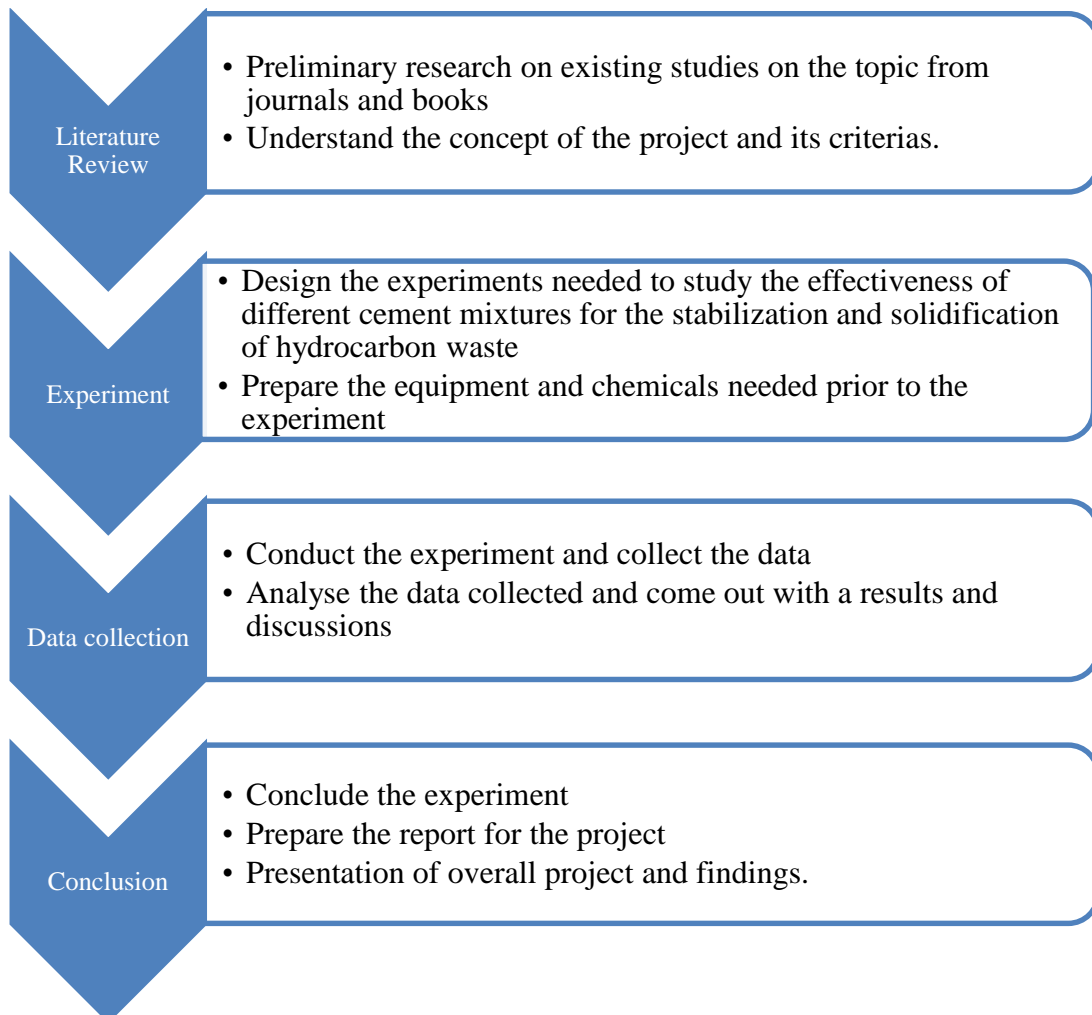 Literature
Review
• Preliminary research on existing studies on the topic from
journals and books
• Understand the concept of the project and its criterias.
Experiment
• Design the experiments needed to study the effectiveness of
different cement mixtures for the stabilization and solidification
of hydrocarbon waste
• Prepare the equipment and chemicals needed prior to the
experiment
Data collection
• Conduct the experiment and collect the data
• Analyse the data collected and come out with a results and
discussions
Conclusion
• Conclude the experiment
• Prepare the report for the project
• Presentation of overall project and findings.